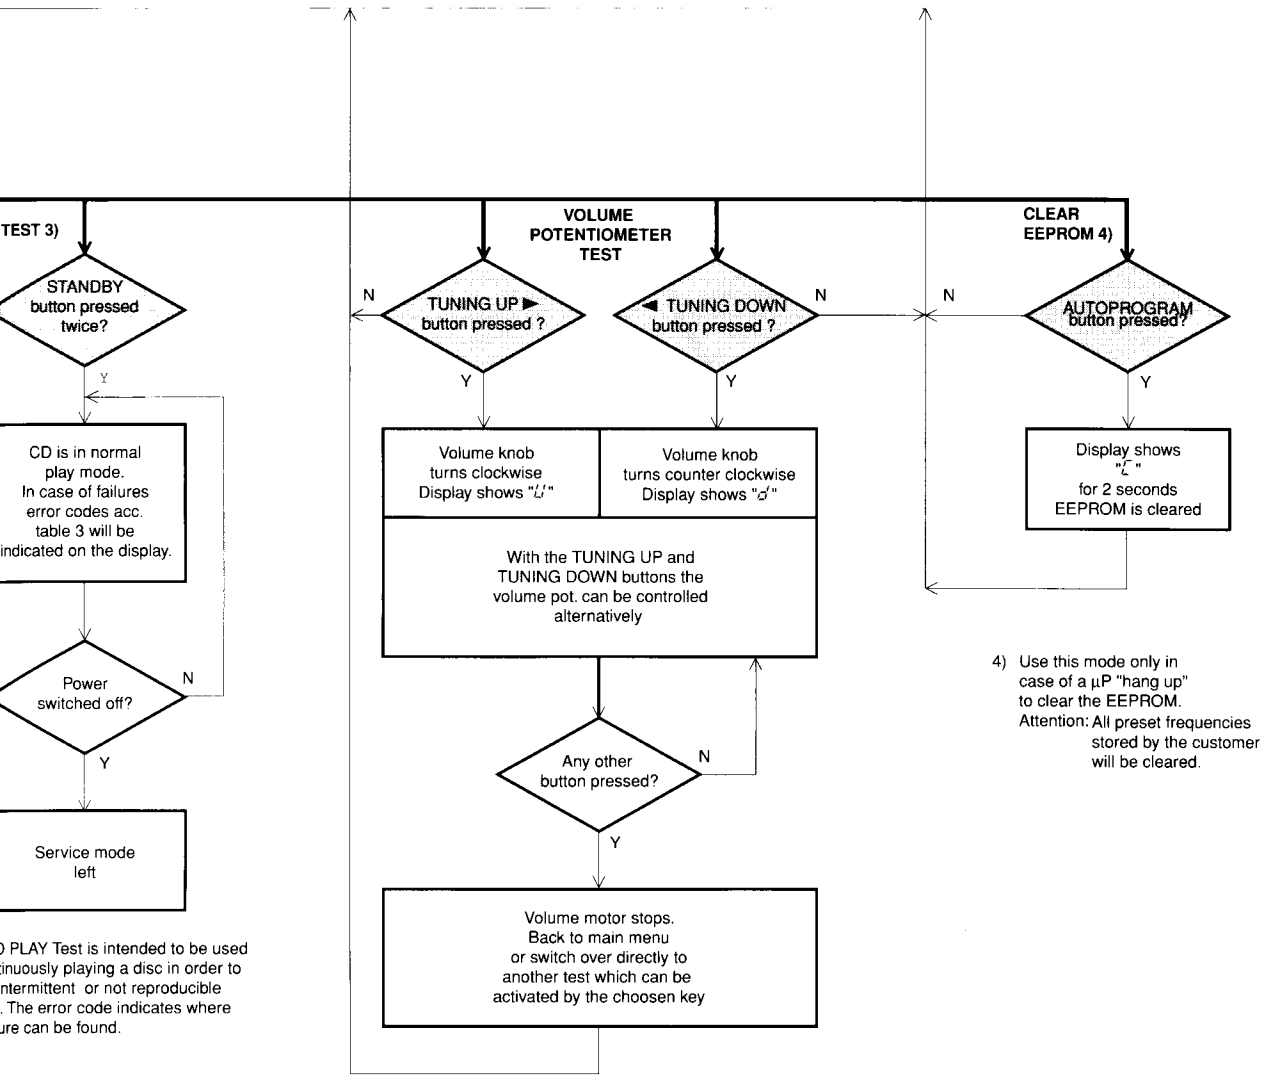 TEST 3)
STANDBY
button pressed
twice?
Y
CD is in normal
play mode.
In case of failures
error codes acc.
table 3 will be
indicated on the display.
Power
switched off?
N
Y
Service mode
left
PLAY Test is intended to be used
tinuously playing a disc in order to
ntermittent or not reproducible
. The error code indicates where
ure can be found.
VOLUME
POTENTIOMETER
TEST
N
TUNING UP ►
button pressed ?
Y
◄ TUNING DOWN
button pressed ?
N
Y
Volume knob
turns clockwise
Display shows "U"
Volume knob
turns counter clockwise
Display shows "d"
With the TUNING UP and
TUNING DOWN buttons the
volume pot. can be controlled
alternatively
Any other
button pressed?
N
Y
Volume motor stops.
Back to main menu
or switch over directly to
another test which can be
activated by the choosen key
CLEAR
EEPROM 4)
N
AUTOPROGRAM
button pressed?
Y
Display shows
"C"
for 2 seconds
EEPROM is cleared
4) Use this mode only in
case of a µP "hang up"
to clear the EEPROM.
Attention: All preset frequencies
stored by the customer
will be cleared.